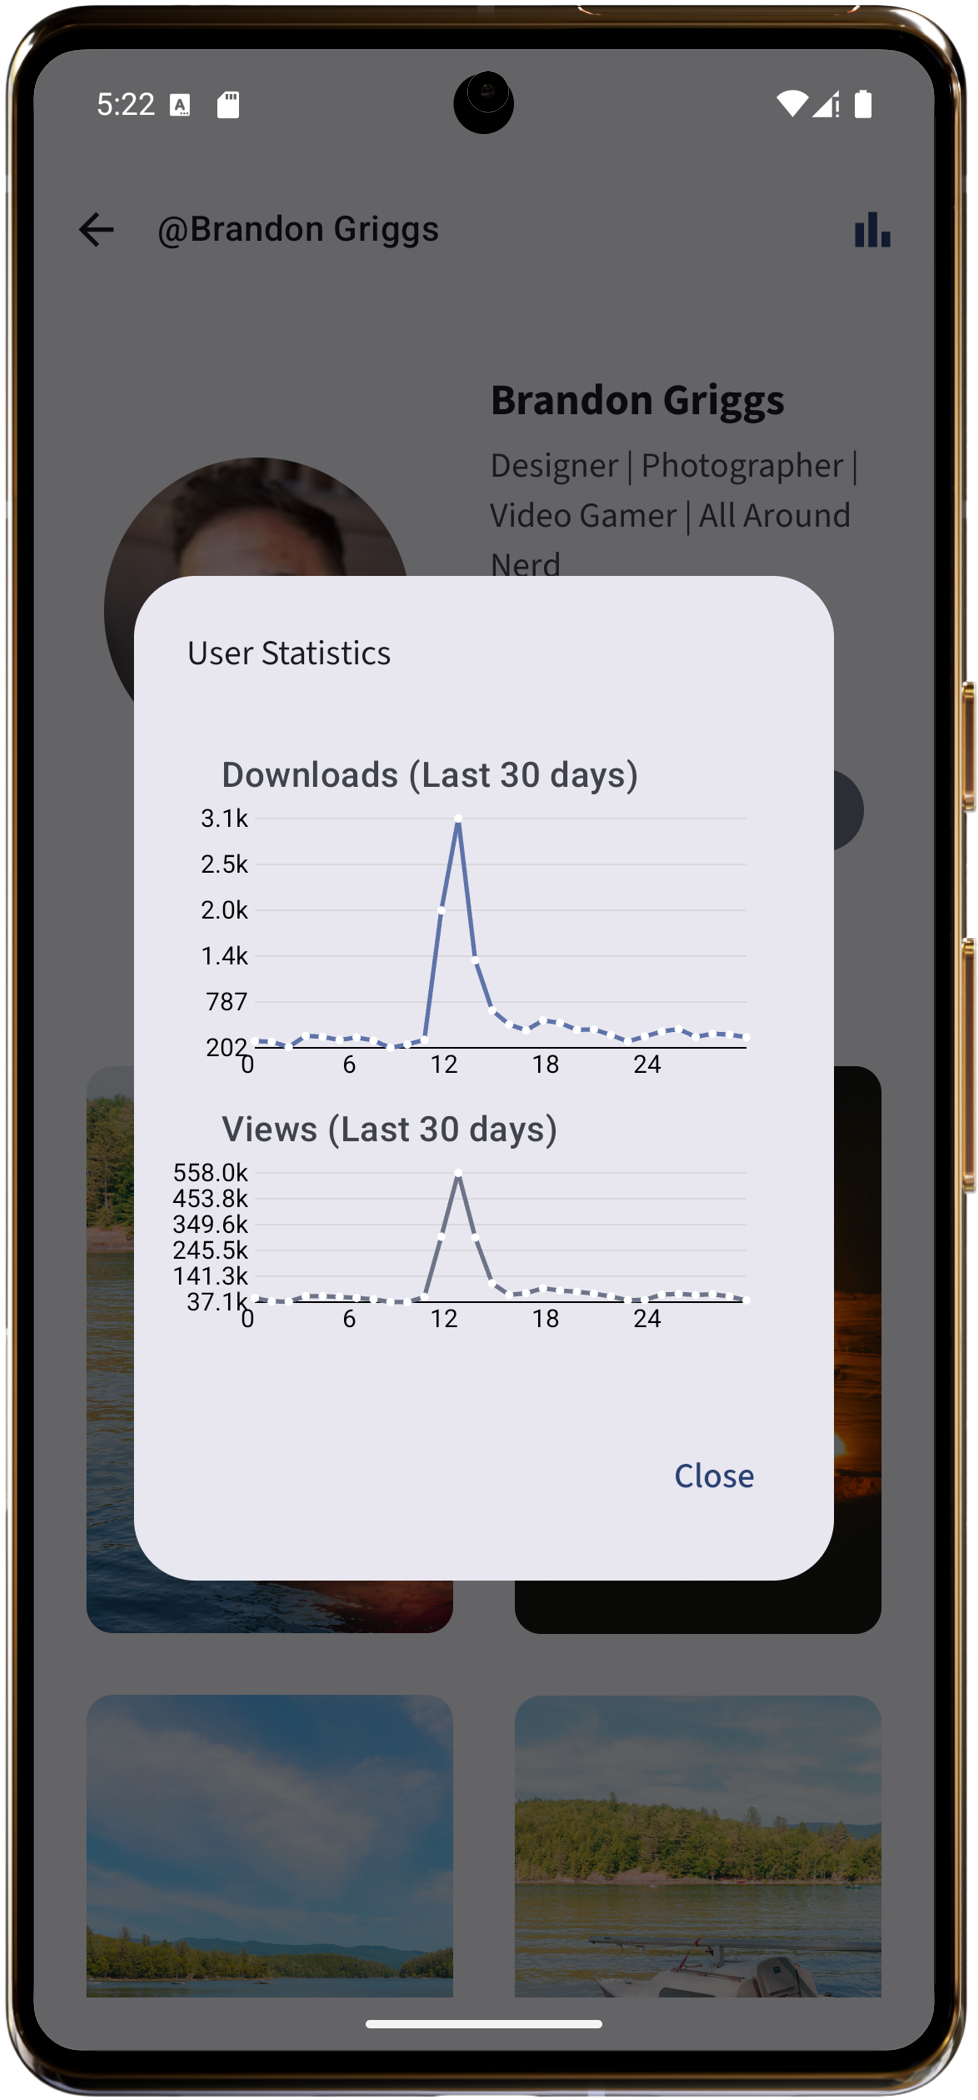 5:22
@Brandon Griggs
Brandon Griggs
Designer | Photographer |
Video Gamer | All Around
Nerd
User Statistics
Downloads (Last 30 days)
3.1k
2.5k
2.0k
1.4k
787
202
0 6 12 18 24
Views (Last 30 days)
558.0k
453.8k
349.6k
245.5k
141.3k
37.1k
0 6 12 18 24
Close